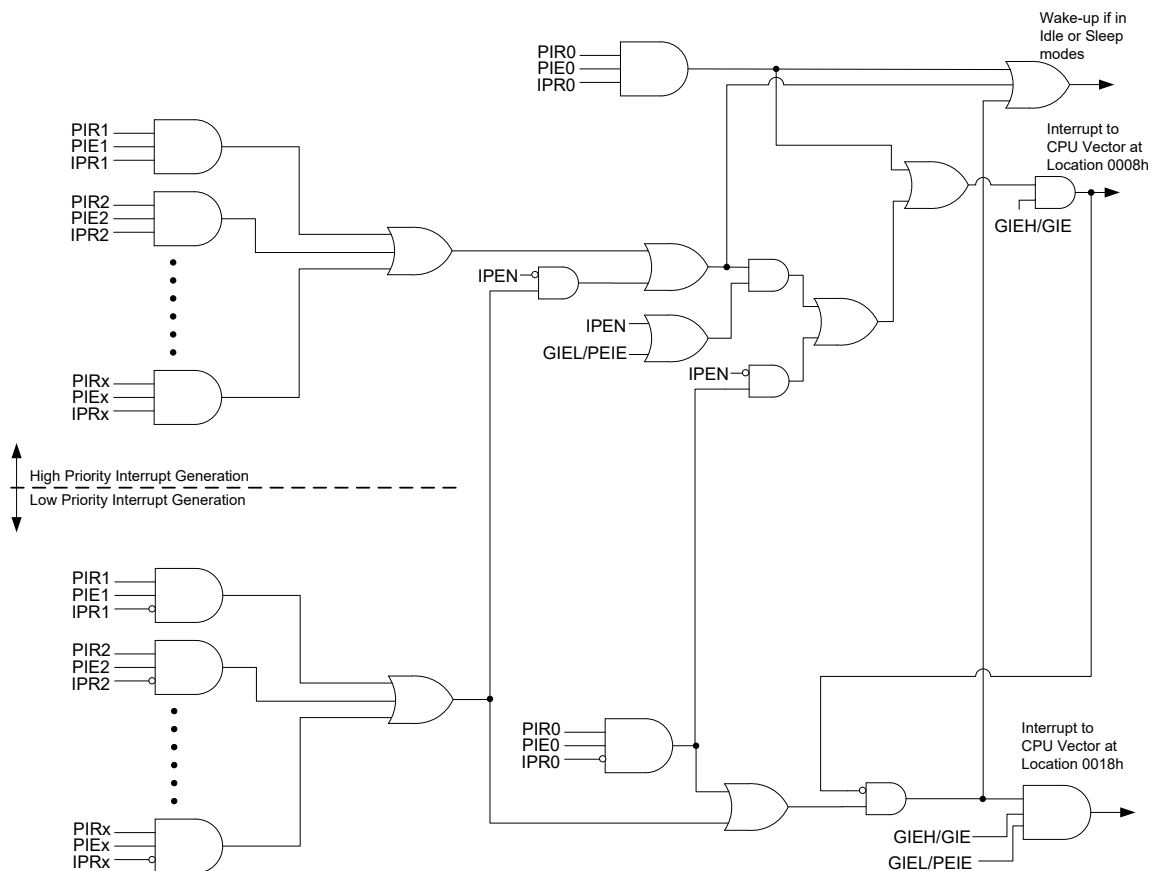 Wake-up if in
Idle or Sleep
modes
PIR0
PIE0
IPR0
Interrupt to
CPU Vector at
Location 0008h
PIR1
PIE1
IPR1
PIR2
PIE2
IPR2
GIEH/GIE
IPEN
IPEN
GIEL/PEIE
IPEN
PIRx
PIEx
IPRx
High Priority Interrupt Generation
Low Priority Interrupt Generation
PIR1
PIE1
IPR1
PIR2
PIE2
IPR2
PIR0
PIE0
IPR0
Interrupt to
CPU Vector at
Location 0018h
PIRx
PIEx
IPRx
GIEH/GIE
GIEL/PEIE